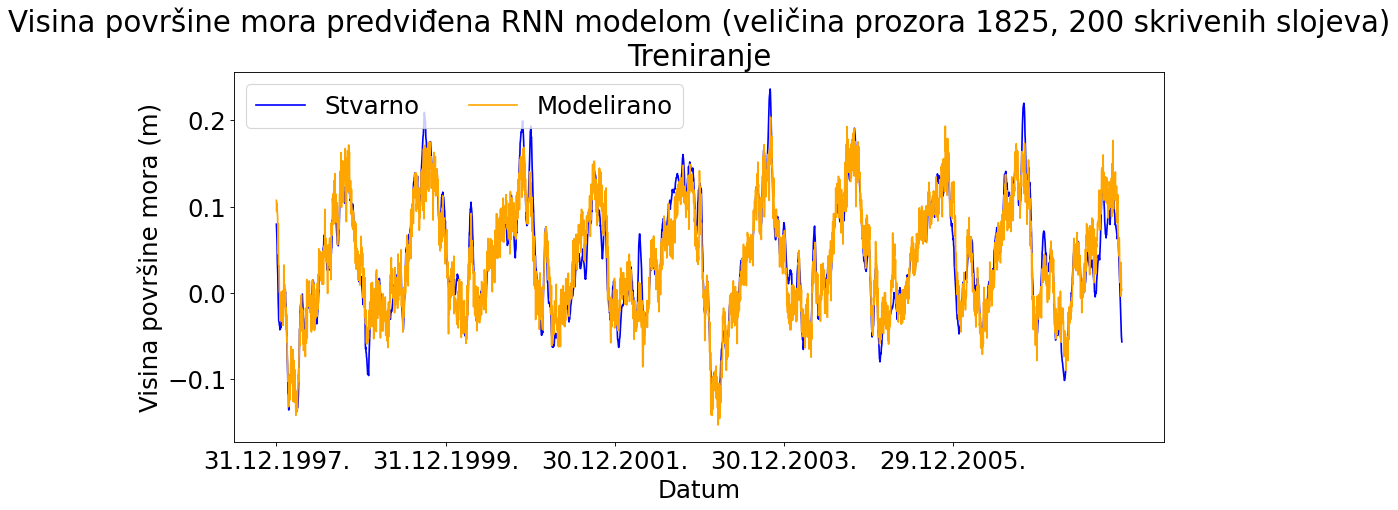 Visina površine mora predviđena RNN modelom (veličina prozora 1825, 200 skrivenih slojeva)
Treniranje
Stvarno Modelirano
Visina površine mora (m)
0.2
0.1
0.0
−0.1
31.12.1997. 31.12.1999. 30.12.2001. 30.12.2003. 29.12.2005.
Datum